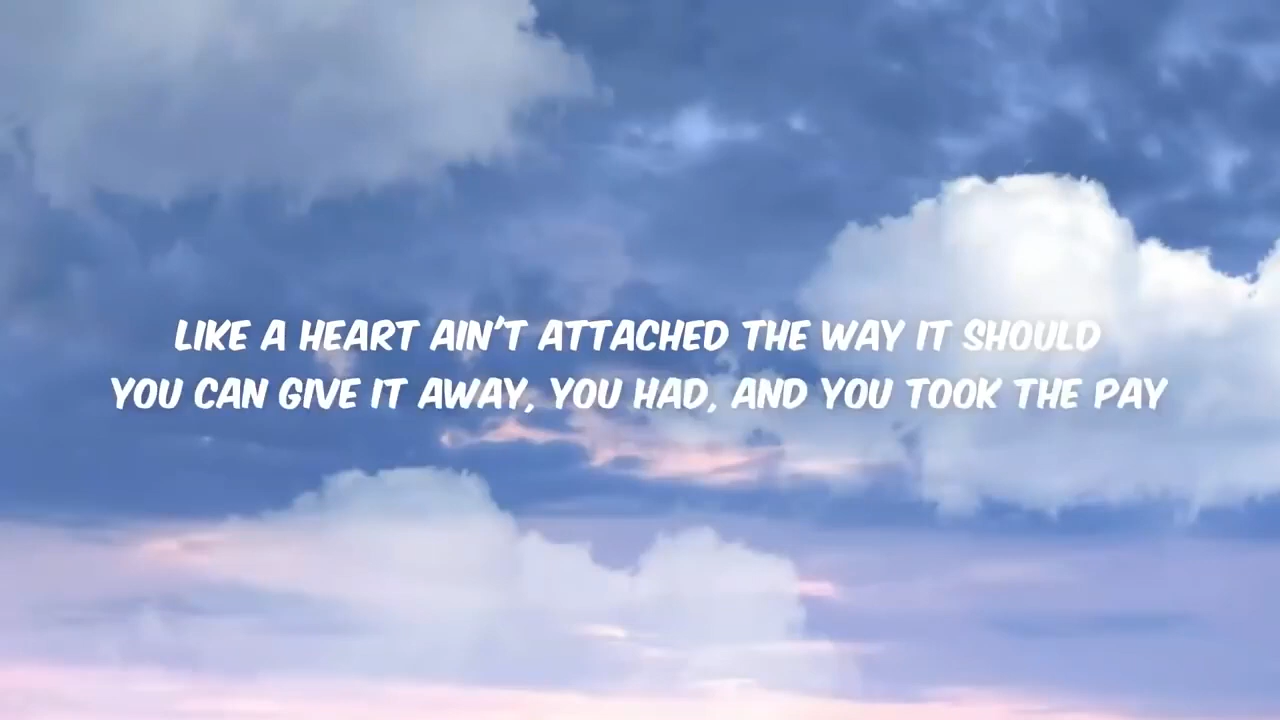 LIKE A HEART AIN'T ATTACHED THE WAY IT SHOULD
YOU CAN GIVE IT AWAY, YOU HAD, AND YOU TOOK THE PAY